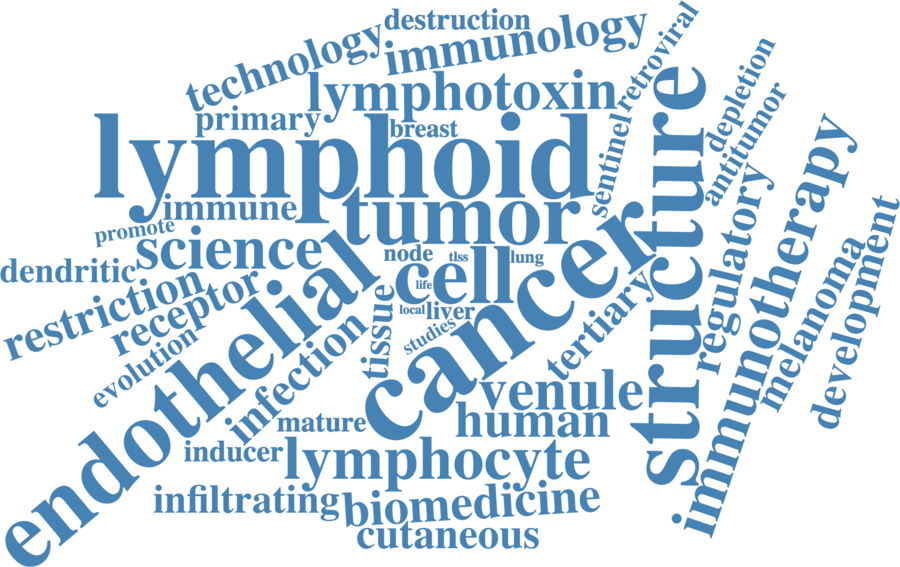 destruction
technology
immunology
retroviral
lymphotoxin
primary
breast
sentinel
depletion
antitumor
lymphoid
structure
immune
tumor
promote
science
node
tlss
lung
regulatory
immunotherapy
dendritic
cell
life
cancer
restriction
receptor
endothelial
tissue
local
liver
studies
tertiary
melanoma
development
evolution
infection
venule
mature
human
inducer
lymphocyte
infiltrating
biomedicine
cutaneous